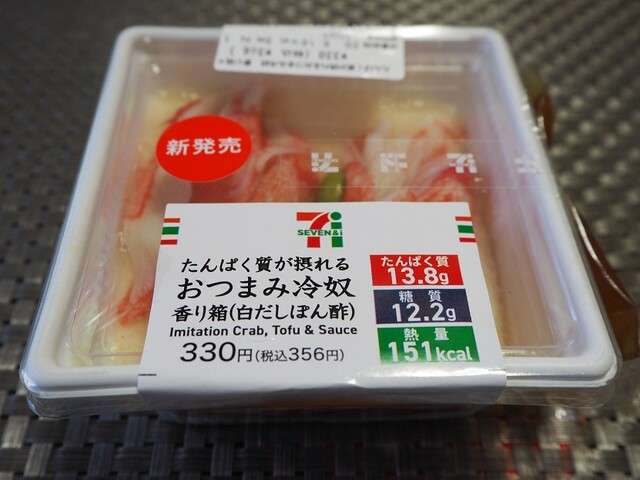 新発売
SEVEN&i
たんぱく質が摂れる
おつまみ冷奴
香り箱(白だしぽん酢)
Imitation Crab, Tofu & Sauce
330円(税込356円)
たんぱく質
13.8g
糖質
12.2g
熱量
151kcal